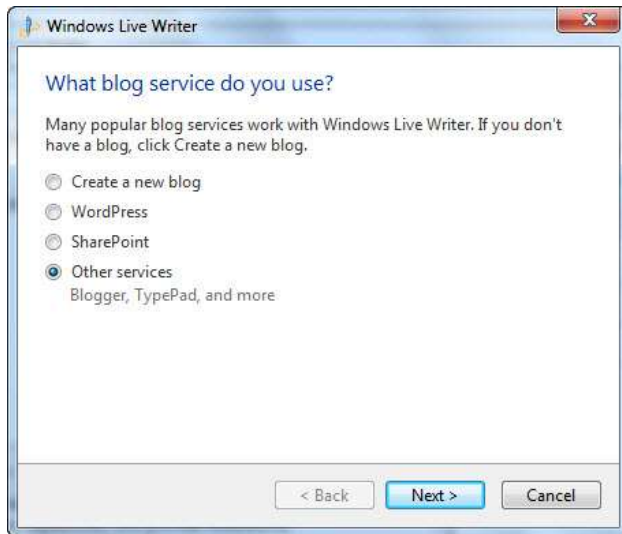 Windows Live Writer
What blog service do you use?
Many popular blog services work with Windows Live Writer. If you don't
have a blog, click Create a new blog.
Create a new blog
WordPress
SharePoint
Other services
Blogger, TypePad, and more
< Back Next > Cancel